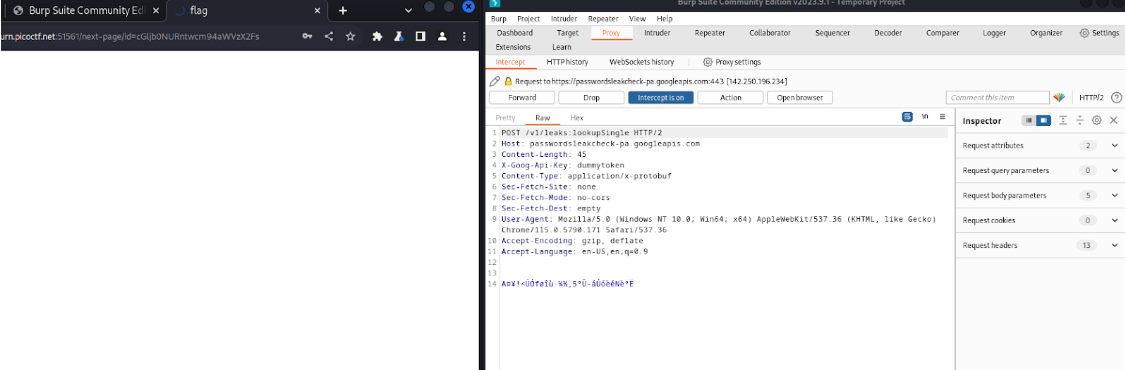 Burp Suite Community Edi
flag
urn.picoctf.net:51561/next-page/id=cGljb0NURntwcm94aWVzX2Fs
Burp Suite Community Edition v2023.9.1 - Temporary Project
Burp Project Intruder Repeater View Help
Dashboard Target Proxy Intruder Repeater Collaborator Sequencer Decoder Comparer Logger Organizer Settings
Extensions Learn
Intercept HTTP history WebSockets history Proxy settings
Request to https://passwordsleakcheck-pa.googleapis.com:443 [142.250.196.234]
Forward Drop Intercept is on Action Open browser Comment this item HTTP/2
Pretty Raw Hex \n
Inspector
1 POST /v1/leaks:lookupSingle HTTP/2
2 Host: passwordsleakcheck-pa.googleapis.com
3 Content-Length: 45
4 X-Goog-Api-Key: dummytoken
5 Content-Type: application/x-protobuf
6 Sec-Fetch-Site: none
7 Sec-Fetch-Mode: no-cors
8 Sec-Fetch-Dest: empty
9 User-Agent: Mozilla/5.0 (Windows NT 10.0; Win64; x64) AppleWebKit/537.36 (KHTML, like Gecko)
Chrome/115.0.5790.171 Safari/537.36
10 Accept-Encoding: gzip, deflate
11 Accept-Language: en-US,en;q=0.9
12
13
14
Request attributes 2
Request query parameters 0
Request body parameters 5
Request cookies 0
Request headers 13